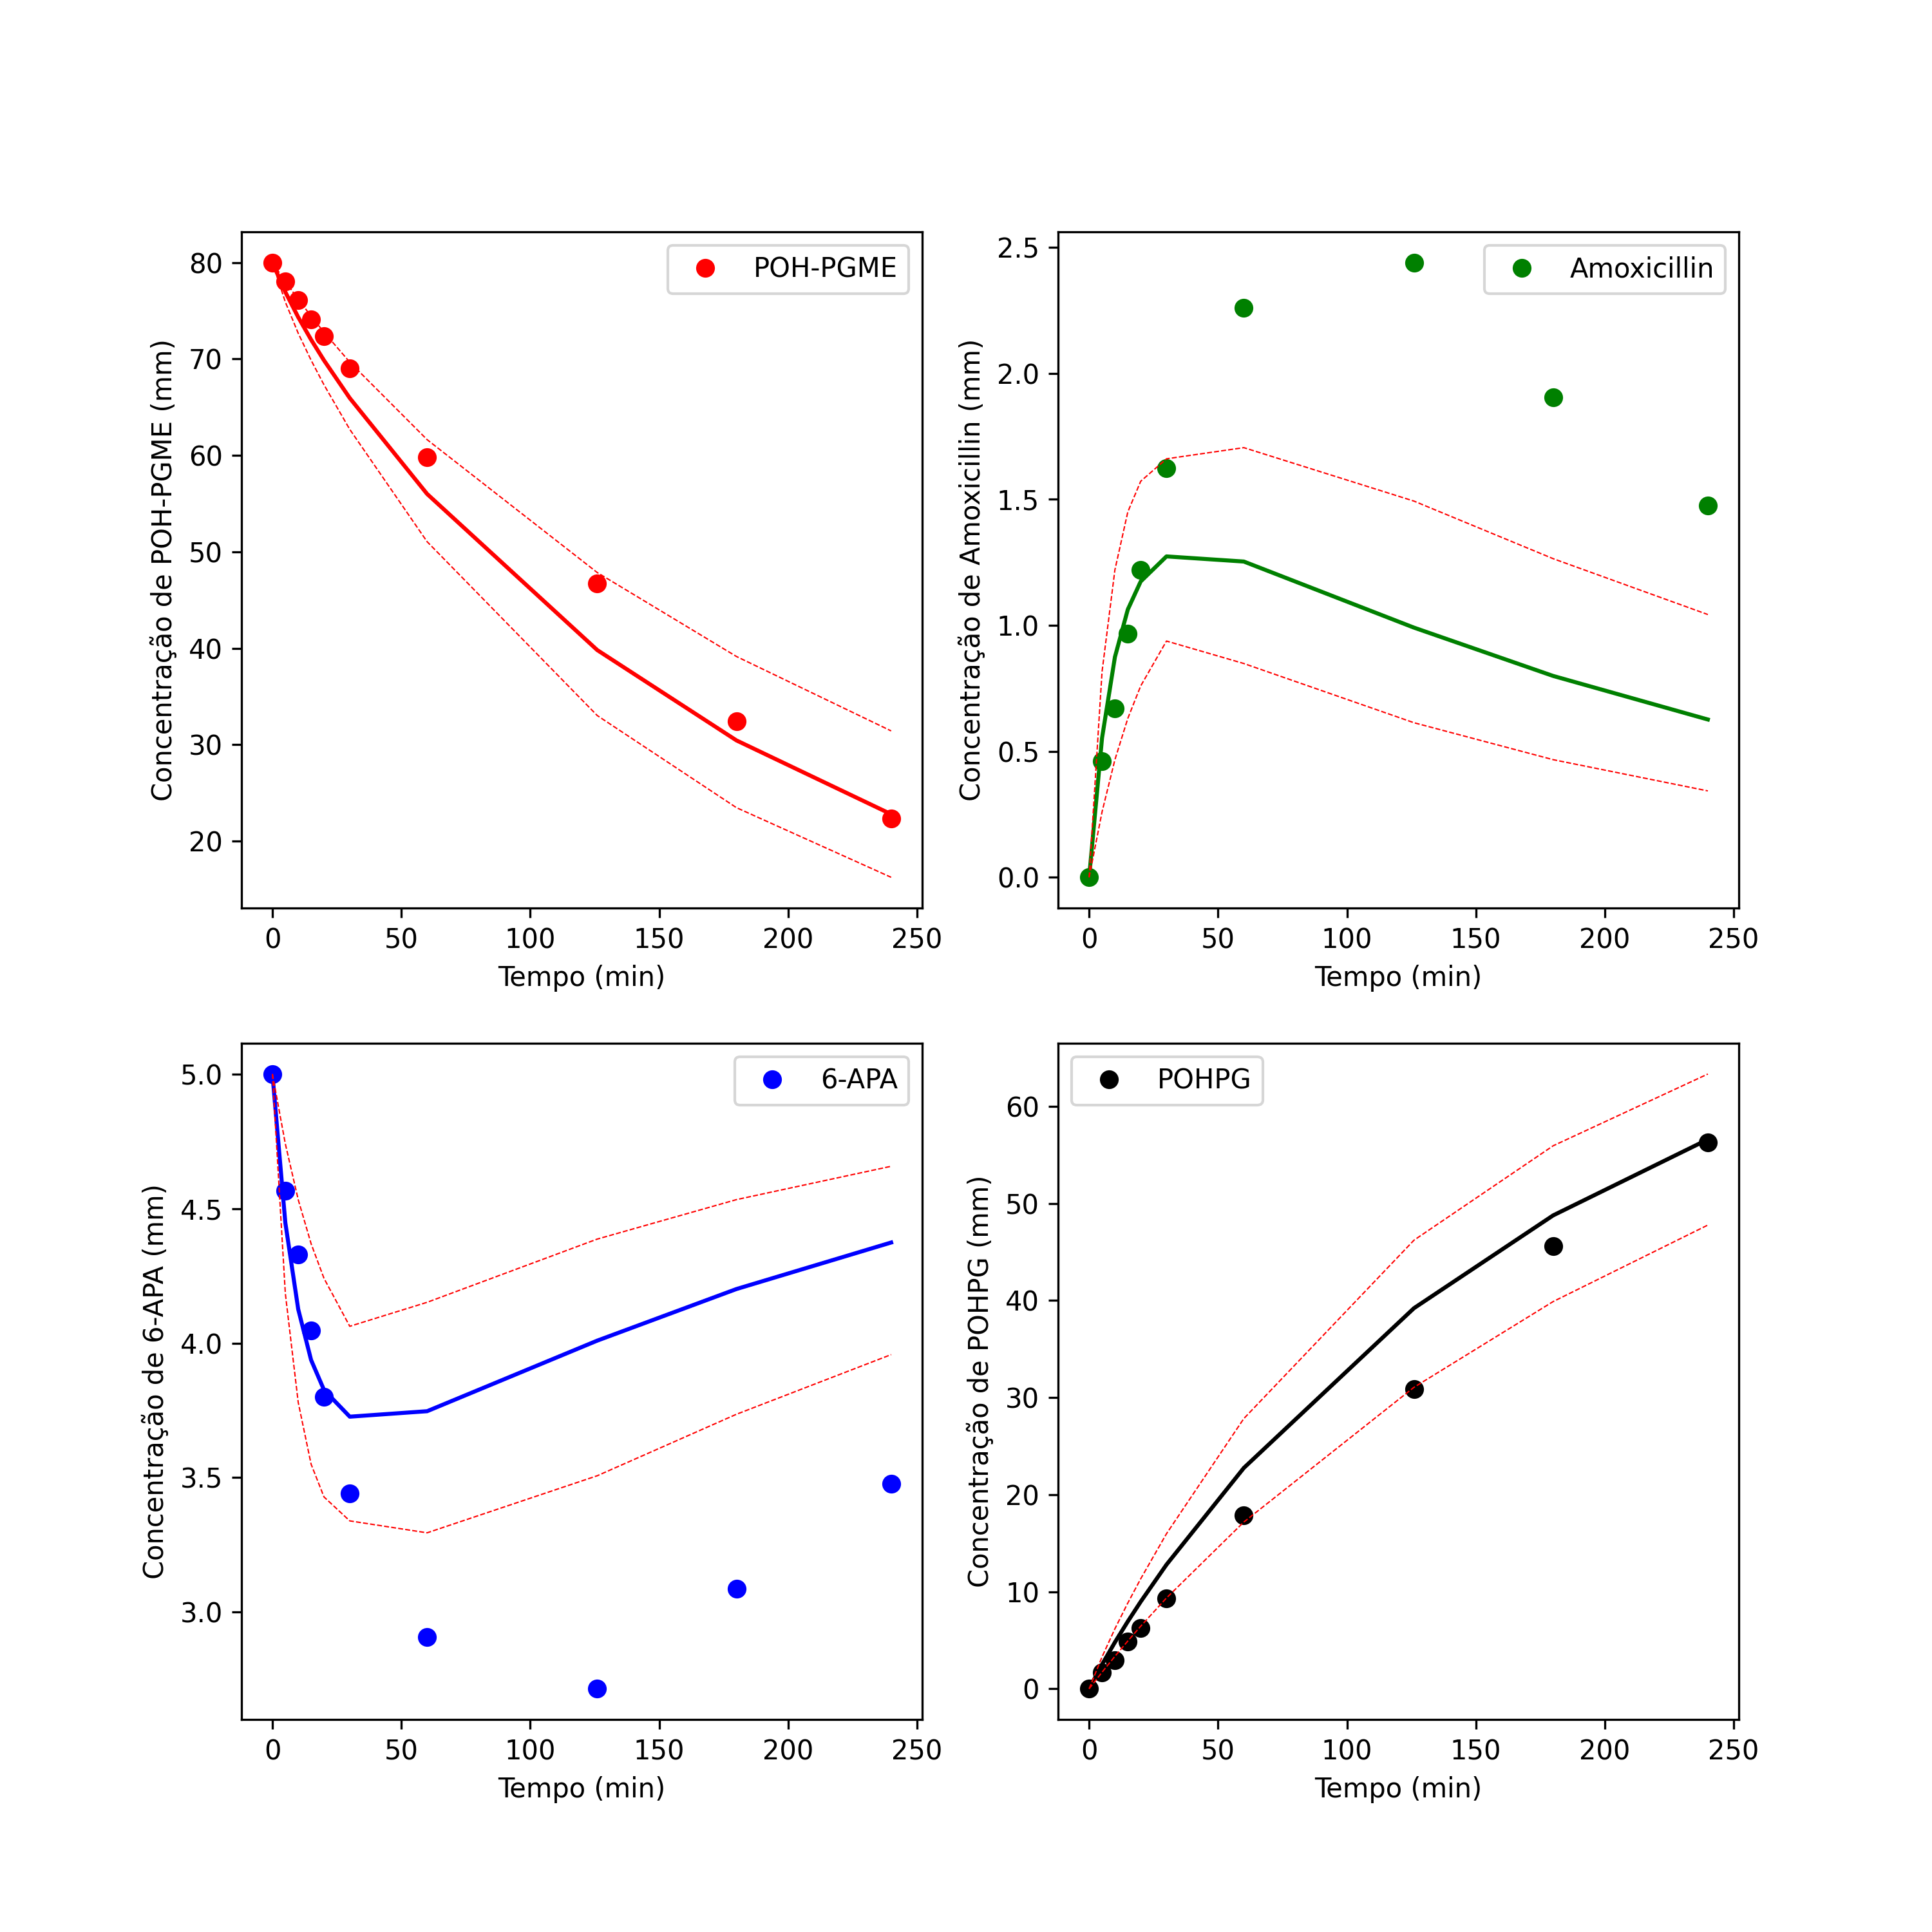 POH-PGME
80
70
60
50
40
30
20
Concentração de POH-PGME (mm)
0 50 100 150 200 250
Tempo (min)
Amoxicillin
2.5
2.0
1.5
1.0
0.5
0.0
Concentração de Amoxicillin (mm)
0 50 100 150 200 250
Tempo (min)
6-APA
5.0
4.5
4.0
3.5
3.0
Concentração de 6-APA (mm)
0 50 100 150 200 250
Tempo (min)
POHPG
60
50
40
30
20
10
0
Concentração de POHPG (mm)
0 50 100 150 200 250
Tempo (min)